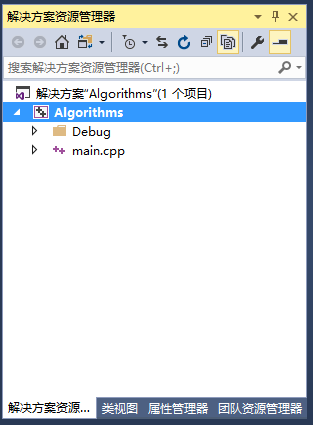 解决方案资源管理器
搜索解决方案资源管理器(Ctrl+;)
解决方案"Algorithms"(1 个项目)
Algorithms
Debug
main.cpp
解决方案资源... 类视图 属性管理器 团队资源管理器